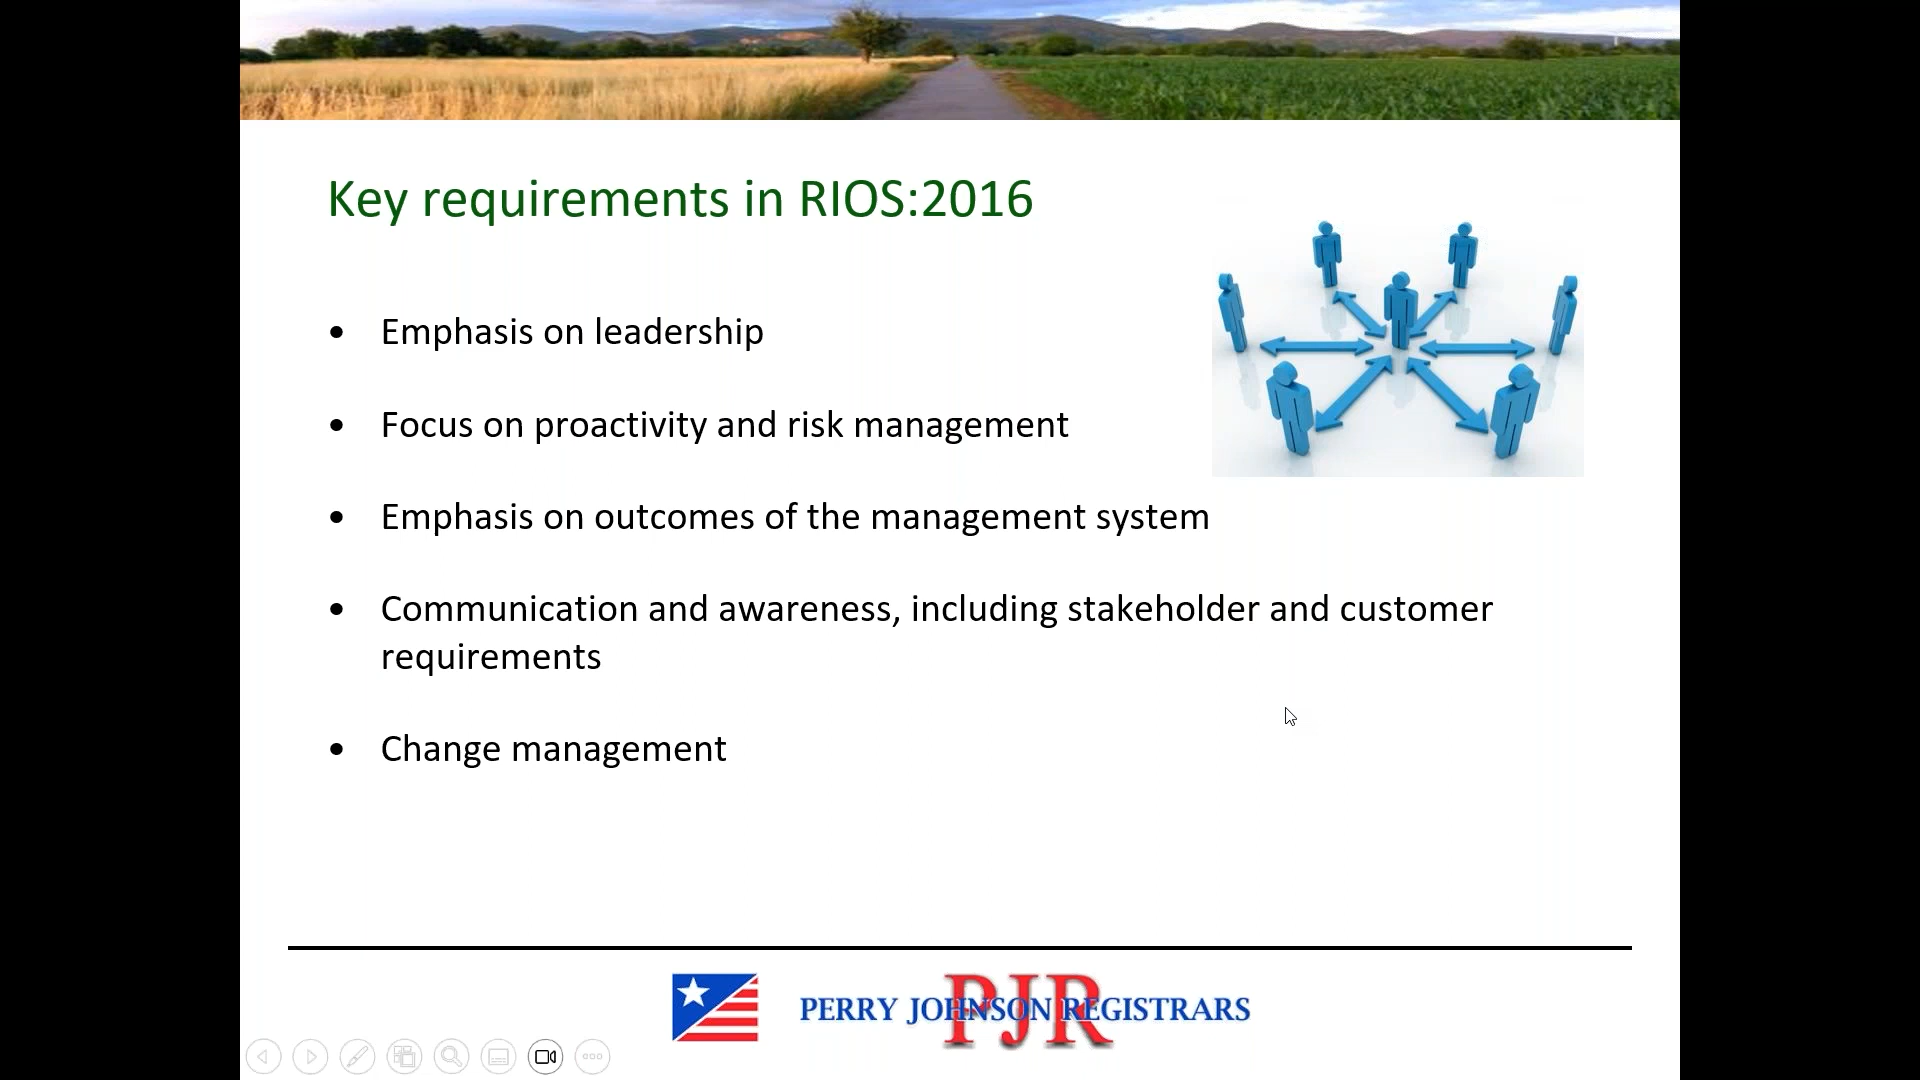 Key requirements in RIOS:2016
• Emphasis on leadership
• Focus on proactivity and risk management
• Emphasis on outcomes of the management system
• Communication and awareness, including stakeholder and customer
requirements
• Change management
PJR
PERRY JOHNSON REGISTRARS